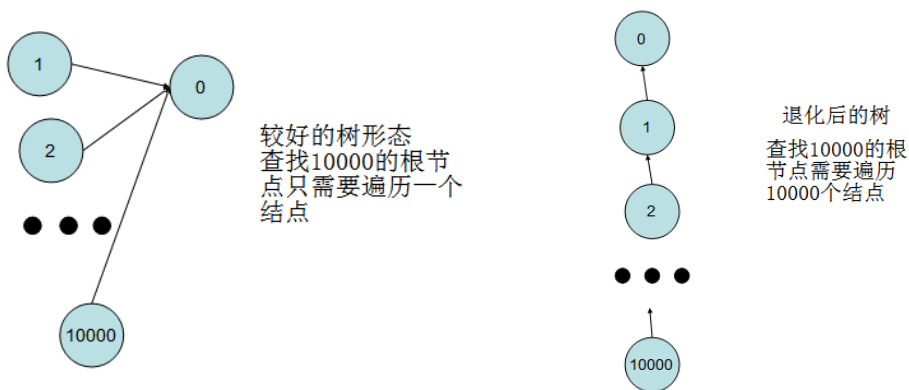 1
0
2
10000
较好的树形态
查找10000的根节
点只需要遍历一个
结点
0
1
2
10000
退化后的树
查找10000的根
节点需要遍历
10000个结点